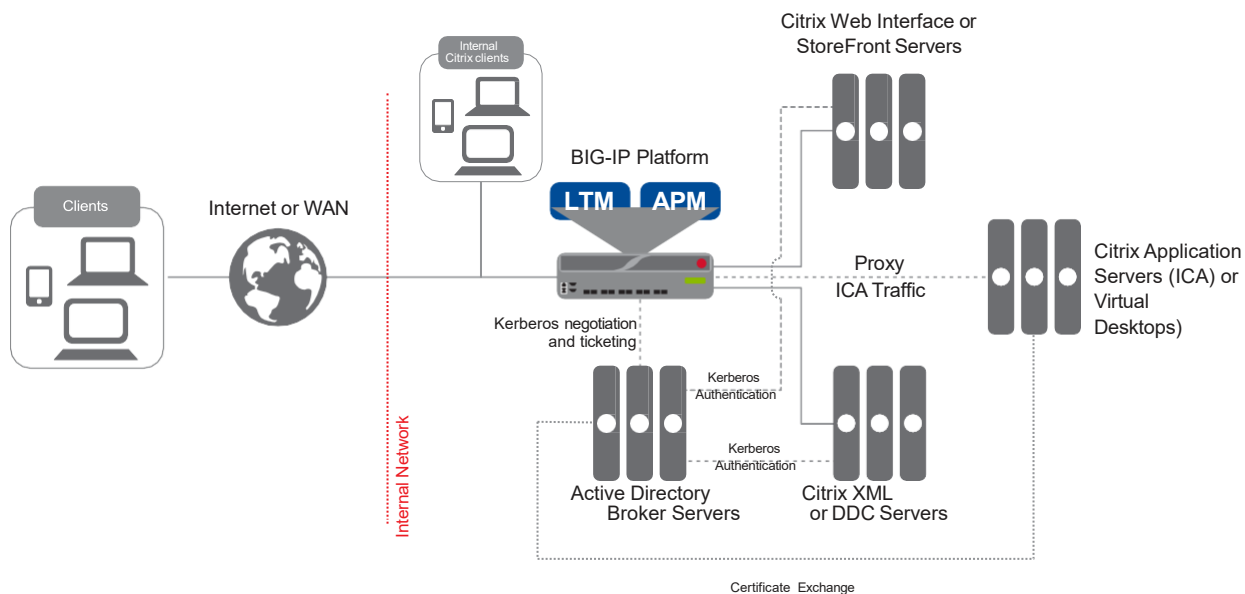 Citrix Web Interface or
StoreFront Servers
Internal
Citrix clients
BIG-IP Platform
LTM
APM
Clients
Internet or WAN
Proxy
ICA Traffic
Citrix Application
Servers (ICA) or
Virtual
Desktops)
Kerberos negotiation
and ticketing
Kerberos
Authentication
Kerberos
Authentication
Internal Network
Active Directory
Broker Servers
Citrix XML
or DDC Servers
Certificate Exchange